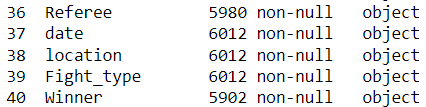 36 Referee 5980 non-null object
37 date 6012 non-null object
38 location 6012 non-null object
39 Fight_type 6012 non-null object
40 Winner 5902 non-null object